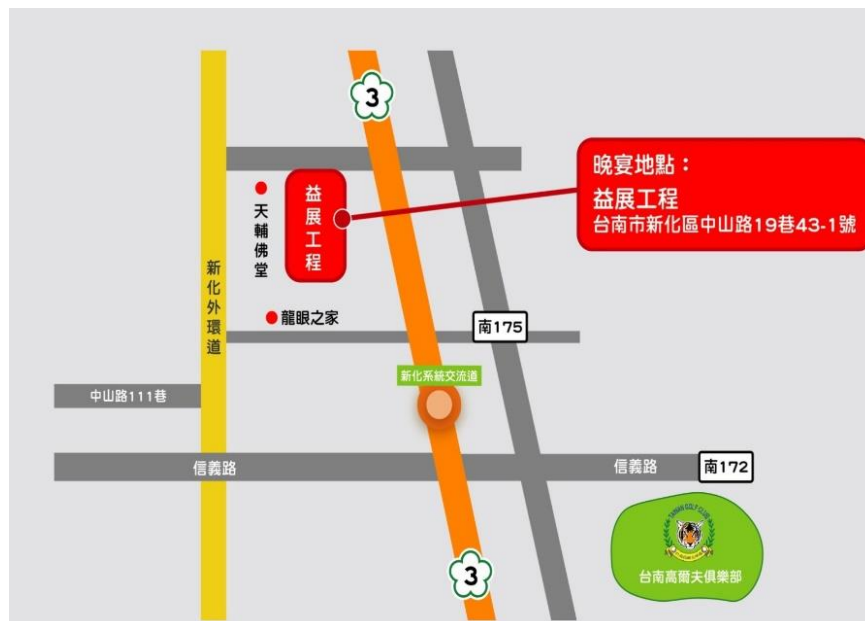 3
晚宴地點：
益展工程
台南市新化區中山路19巷43-1號
益展工程
天輔佛堂
新化外環道
龍眼之家
南175
新化系統交流道
中山路111巷
信義路
信義路
南172
TAINAN GOLF CLUB
台南高爾夫俱樂部
3